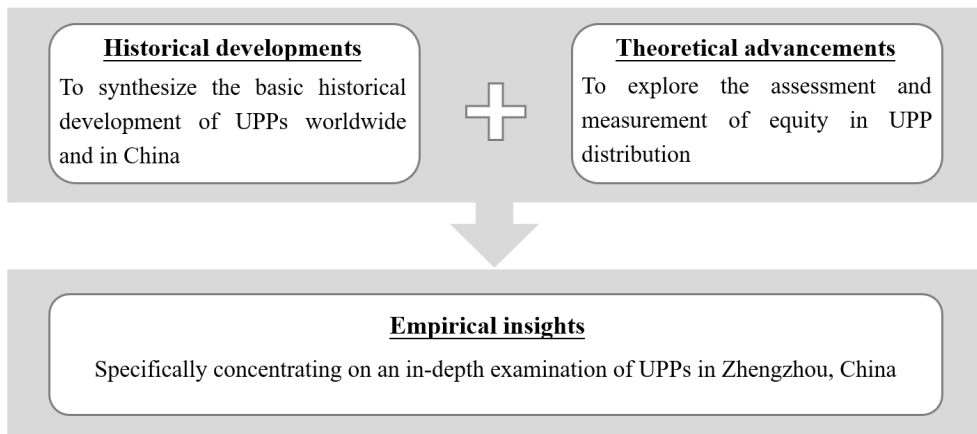 Historical developments
To synthesize the basic historical
development of UPPs worldwide
and in China
Theoretical advancements
To explore the assessment and
measurement of equity in UPP
distribution
Empirical insights
Specifically concentrating on an in-depth examination of UPPs in Zhengzhou, China